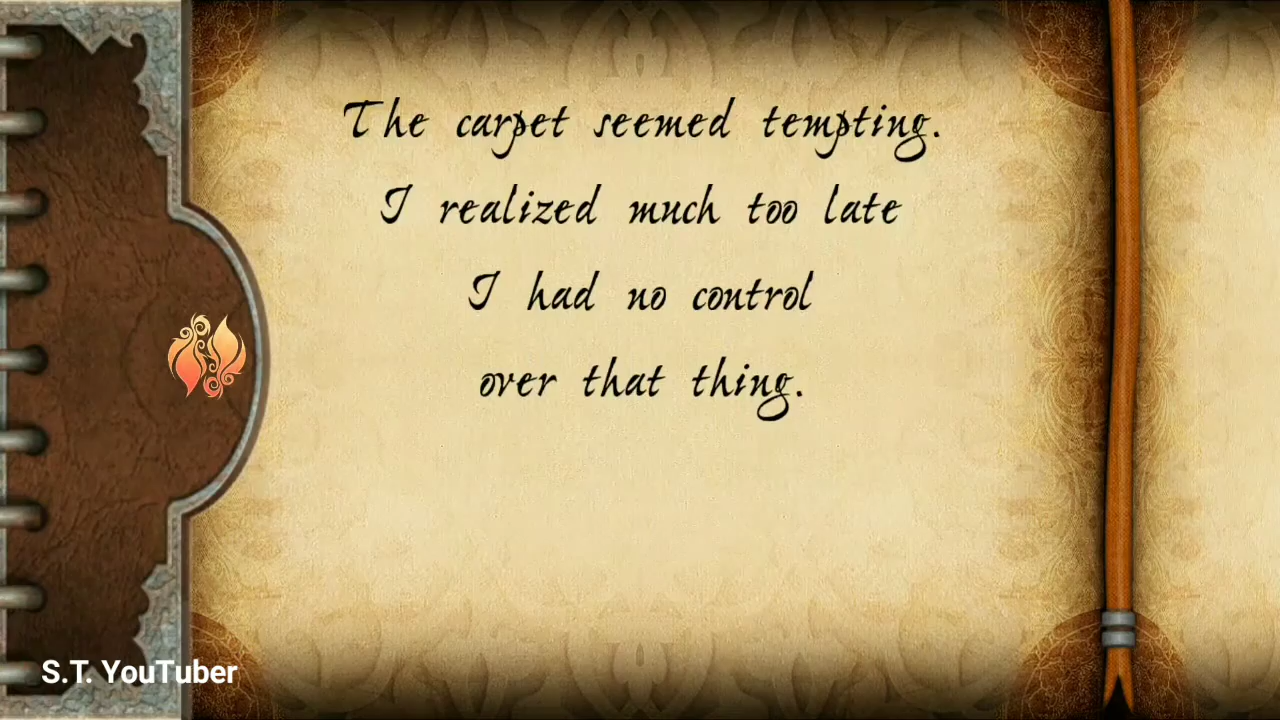 The carpet seemed tempting.
I realized much too late
I had no control
over that thing.
S.T. YouTuber